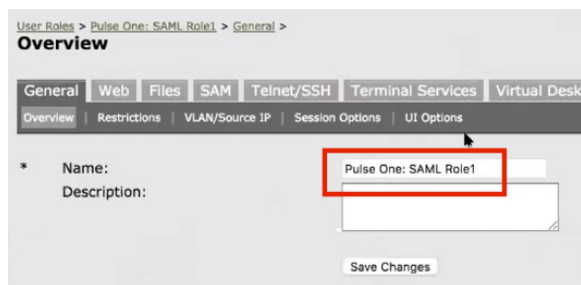 User Roles > Pulse One: SAML Role1 > General >
Overview
General Web Files SAM Telnet/SSH Terminal Services Virtual Desk
Overview | Restrictions | VLAN/Source IP | Session Options | UI Options
* Name: Pulse One: SAML Role1
Description:
Save Changes